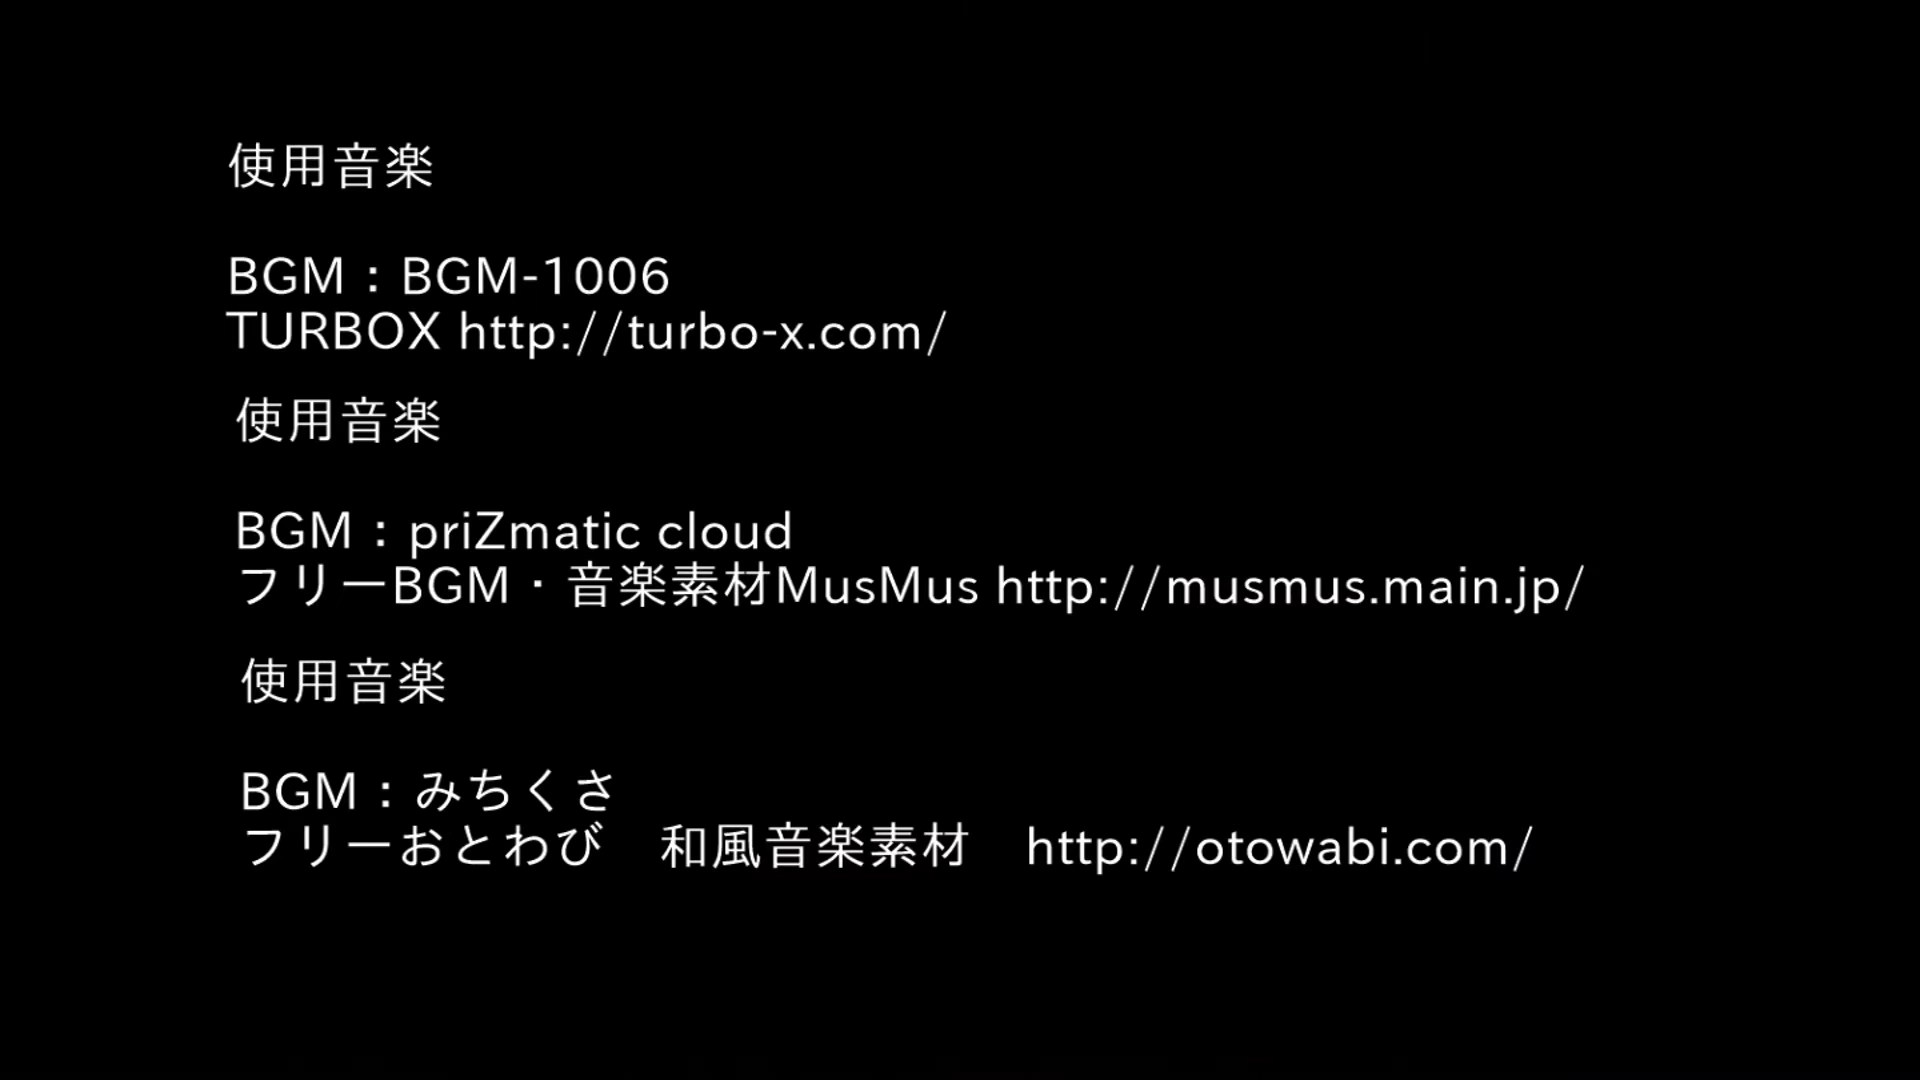 使用音楽
BGM：BGM-1006
TURBOX http://turbo-x.com/
使用音楽
BGM：priZmatic cloud
フリーBGM・音楽素材MusMus http://musmus.main.jp/
使用音楽
BGM：みちくさ
フリーおとわび　和風音楽素材　http://otowabi.com/